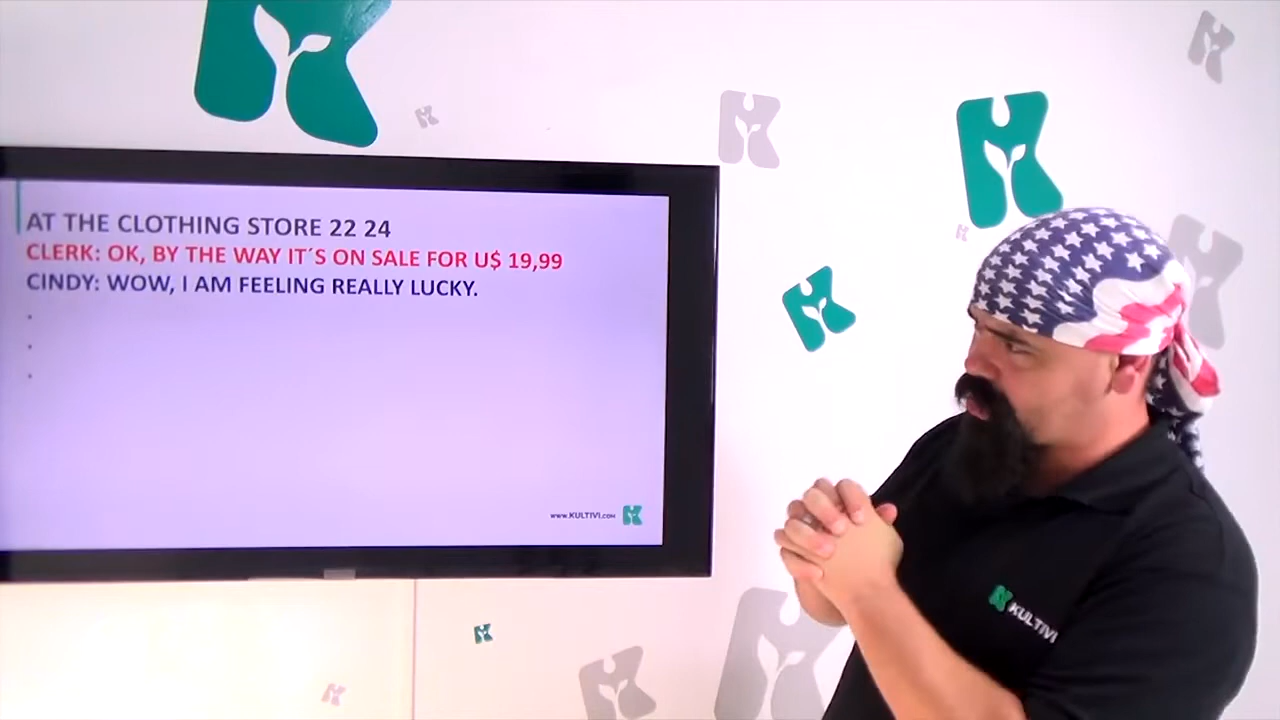 AT THE CLOTHING STORE 22 24
CLERK: OK, BY THE WAY IT´S ON SALE FOR U$ 19,99
CINDY: WOW, I AM FEELING REALLY LUCKY.
www.KULTIVI.com
KULTIVI